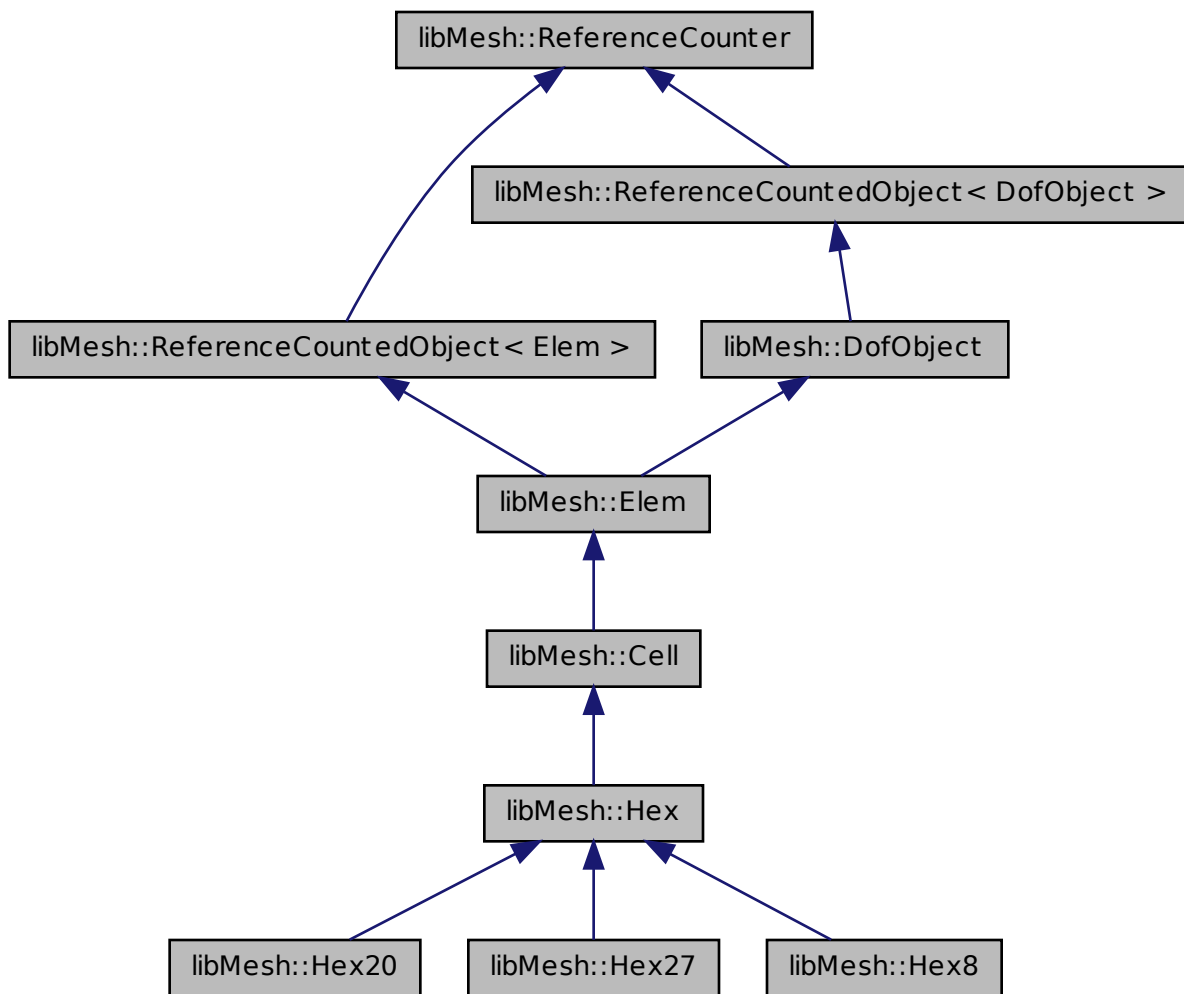 libMesh::ReferenceCounter
libMesh::ReferenceCountedObject< DofObject >
libMesh::ReferenceCountedObject< Elem >
libMesh::DofObject
libMesh::Elem
libMesh::Cell
libMesh::Hex
libMesh::Hex20
libMesh::Hex27
libMesh::Hex8